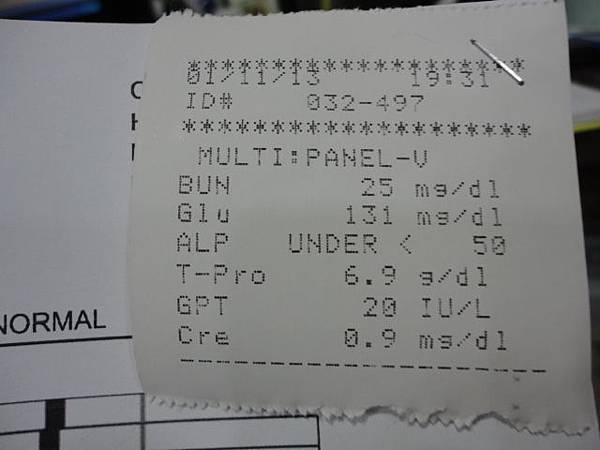 ********************
01/11/13 19:31
ID# 032-497
********************
MULTI:PANEL-V
BUN 25 mg/dl
Glu 131 mg/dl
ALP UNDER < 50
T-Pro 6.9 g/dl
GPT 20 IU/L
Cre 0.9 mg/dl
--------------------
NORMAL